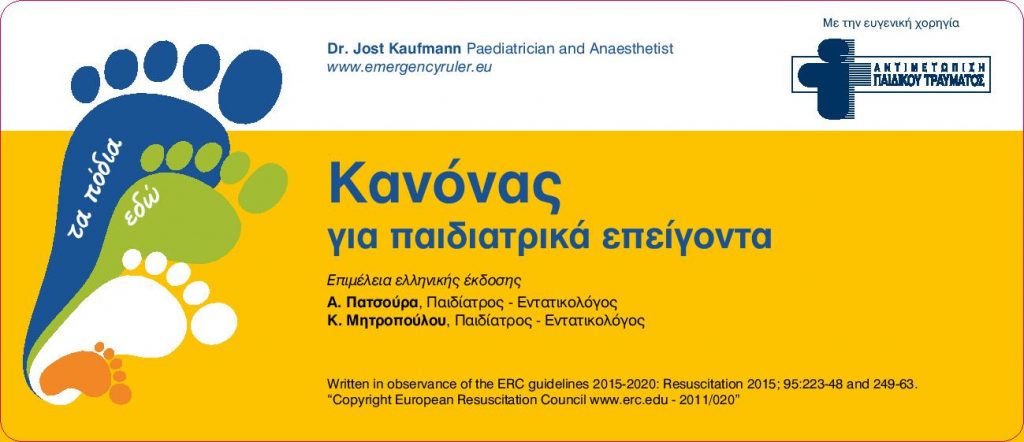 τα πόδια
εδώ
Dr. Jost Kaufmann Paediatrician and Anaesthetist
www.emergencyruler.eu
Με την ευγενική χορηγία
ΑΝΤΙΜΕΤΩΠΙΣΗ
ΠΑΙΔΙΚΟΥ ΤΡΑΥΜΑΤΟΣ
Κανόνας
για παιδιατρικά επείγοντα
Επιμέλεια ελληνικής έκδοσης
Α. Πατσούρα, Παιδίατρος - Εντατικολόγος
Κ. Μητροπούλου, Παιδίατρος - Εντατικολόγος
Written in observance of the ERC guidelines 2015-2020: Resuscitation 2015; 95:223-48 and 249-63.
“Copyright European Resuscitation Council www.erc.edu - 2011/020”